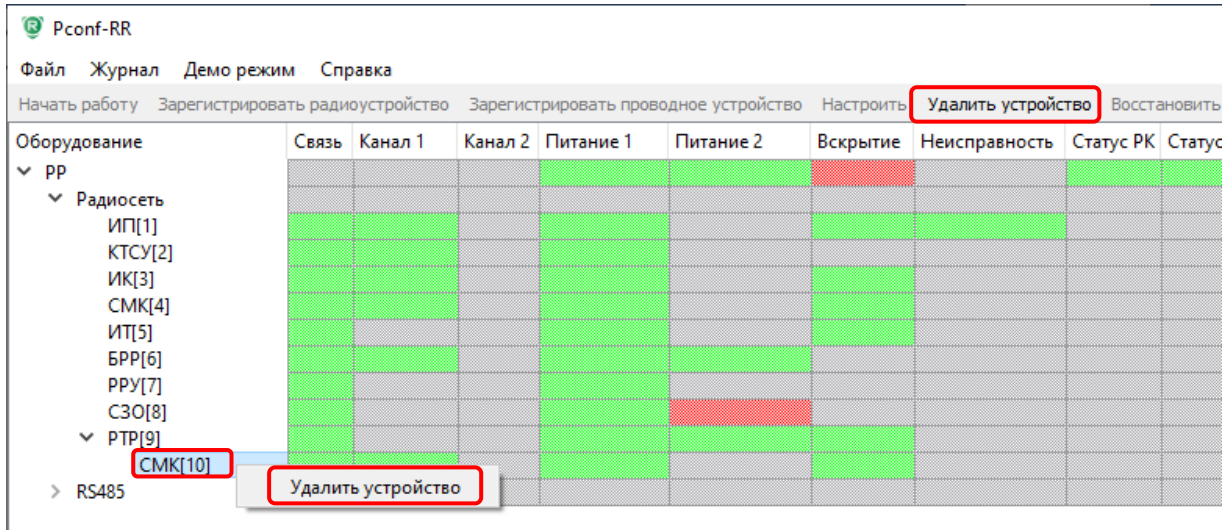 Pconf-RR
Файл Журнал Демо режим Справка
Начать работу Зарегистрировать радиоустройство Зарегистрировать проводное устройство Настроить Удалить устройство Восстановить
Оборудование Связь Канал 1 Канал 2 Питание 1 Питание 2 Вскрытие Неисправность Статус РК Статус
РР
Радиосеть
ИП[1]
КТСУ[2]
ИК[3]
СМК[4]
ИТ[5]
БРР[6]
РРУ[7]
СЗО[8]
РТР[9]
СМК[10]
Удалить устройство
RS485